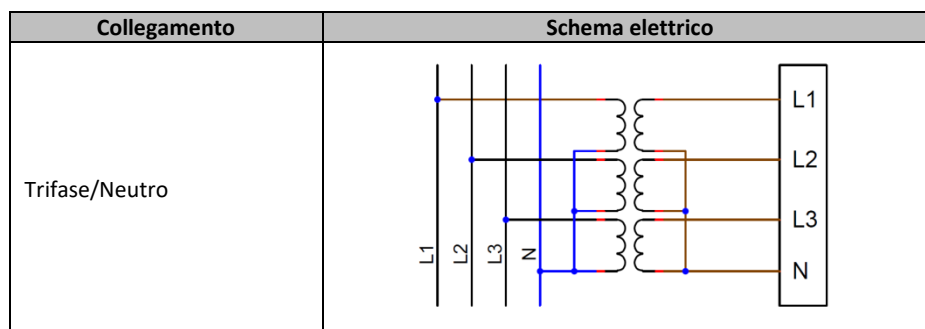 Collegamento
Schema elettrico
Trifase/Neutro
L1
L2
L3
N
L1
L2
L3
N